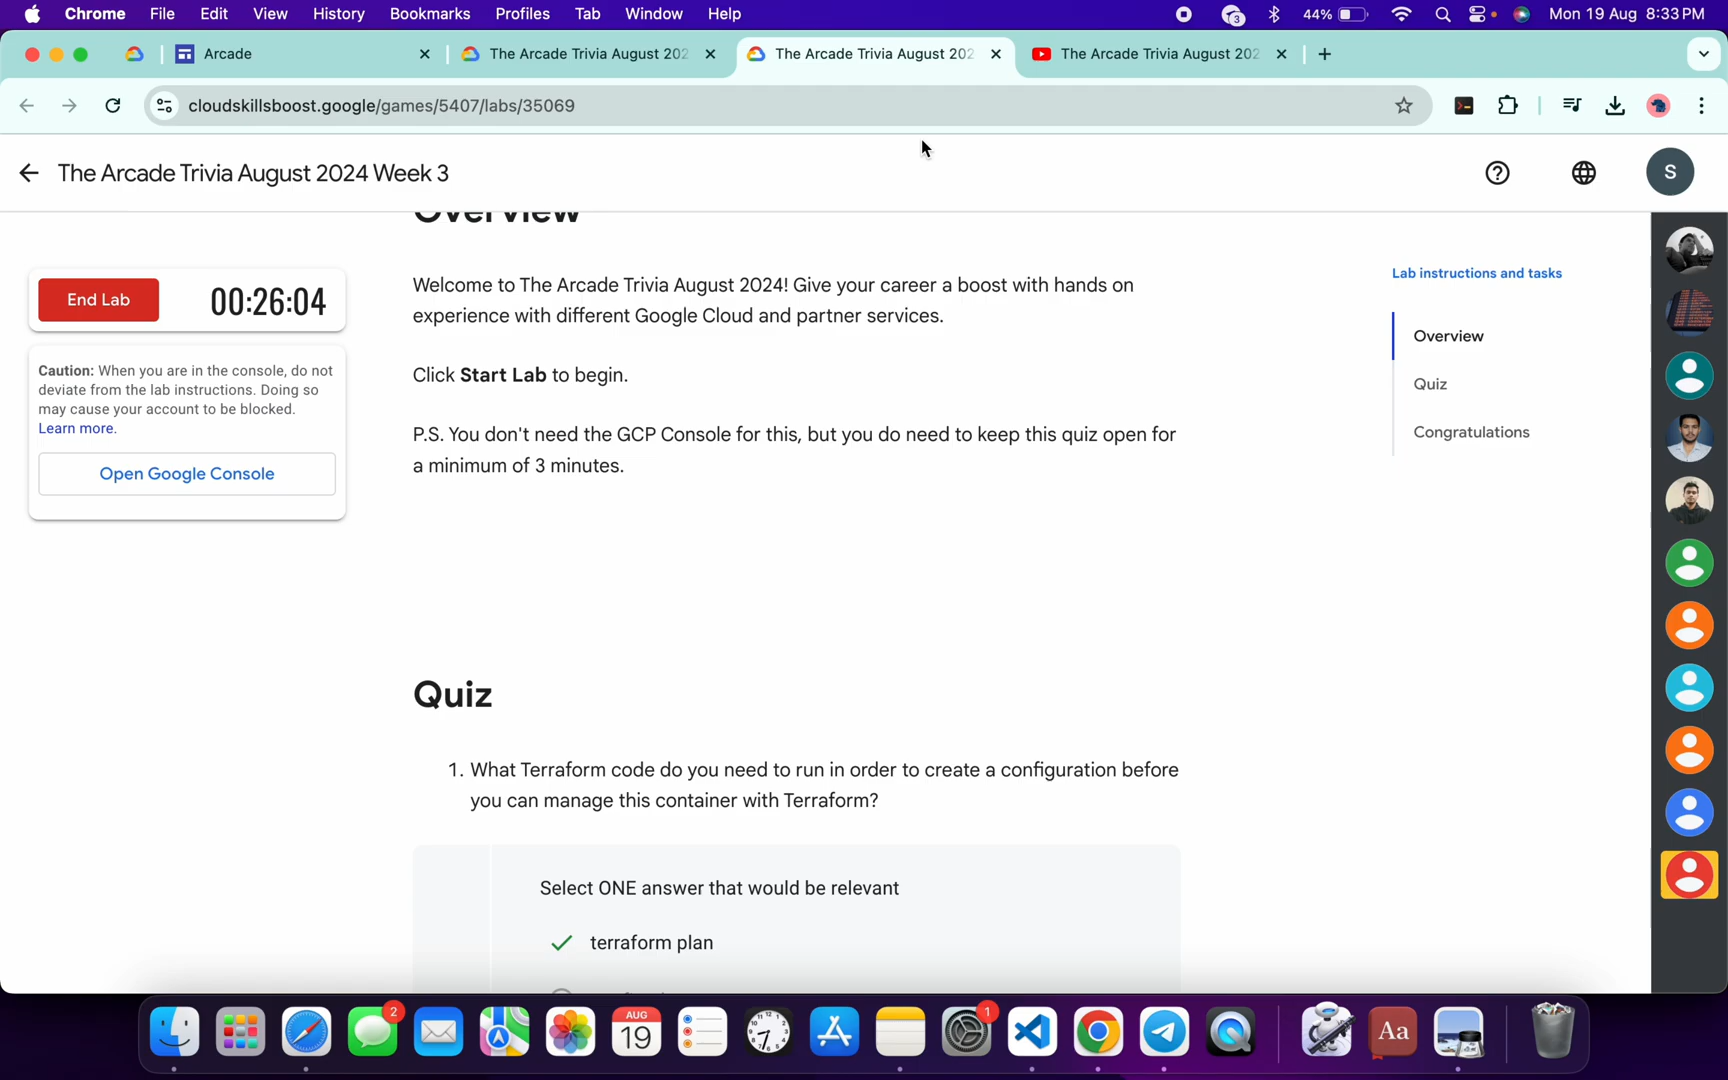 Chrome File Edit View History Bookmarks Profiles Tab Window Help 3 44% Mon 19 Aug 8:33 PM
Arcade The Arcade Trivia August 202 The Arcade Trivia August 202 The Arcade Trivia August 202
cloudskillsboost.google/games/5407/labs/35069
The Arcade Trivia August 2024 Week 3 S
Overview
End Lab 00:26:04
Caution: When you are in the console, do not
deviate from the lab instructions. Doing so
may cause your account to be blocked.
Learn more.
Open Google Console
Welcome to The Arcade Trivia August 2024! Give your career a boost with hands on
experience with different Google Cloud and partner services.
Click Start Lab to begin.
P.S. You don't need the GCP Console for this, but you do need to keep this quiz open for
a minimum of 3 minutes.
Lab instructions and tasks
Overview
Quiz
Congratulations
Quiz
1. What Terraform code do you need to run in order to create a configuration before
you can manage this container with Terraform?
Select ONE answer that would be relevant
terraform plan
2 AUG 19 1 Aa